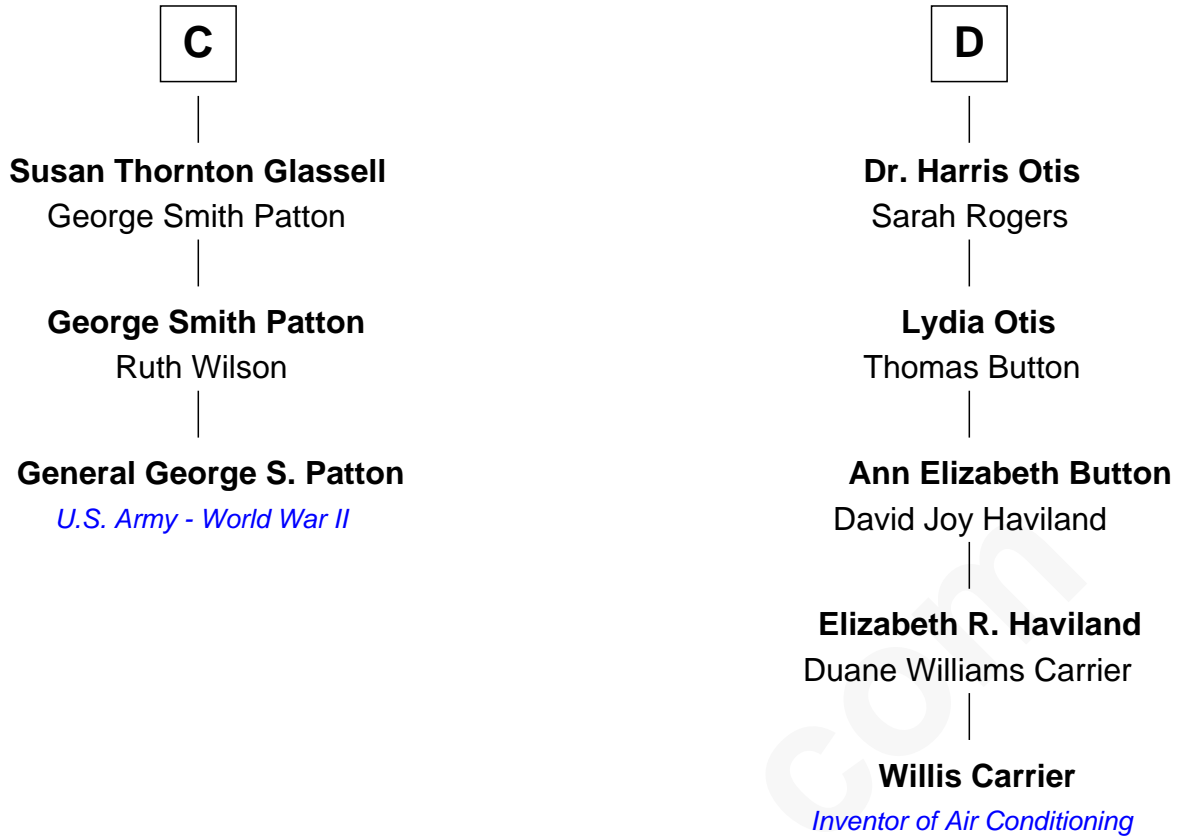 C
Susan Thornton Glassell
George Smith Patton
George Smith Patton
Ruth Wilson
General George S. Patton
U.S. Army - World War II
D
Dr. Harris Otis
Sarah Rogers
Lydia Otis
Thomas Button
Ann Elizabeth Button
David Joy Haviland
Elizabeth R. Haviland
Duane Williams Carrier
Willis Carrier
Inventor of Air Conditioning
com